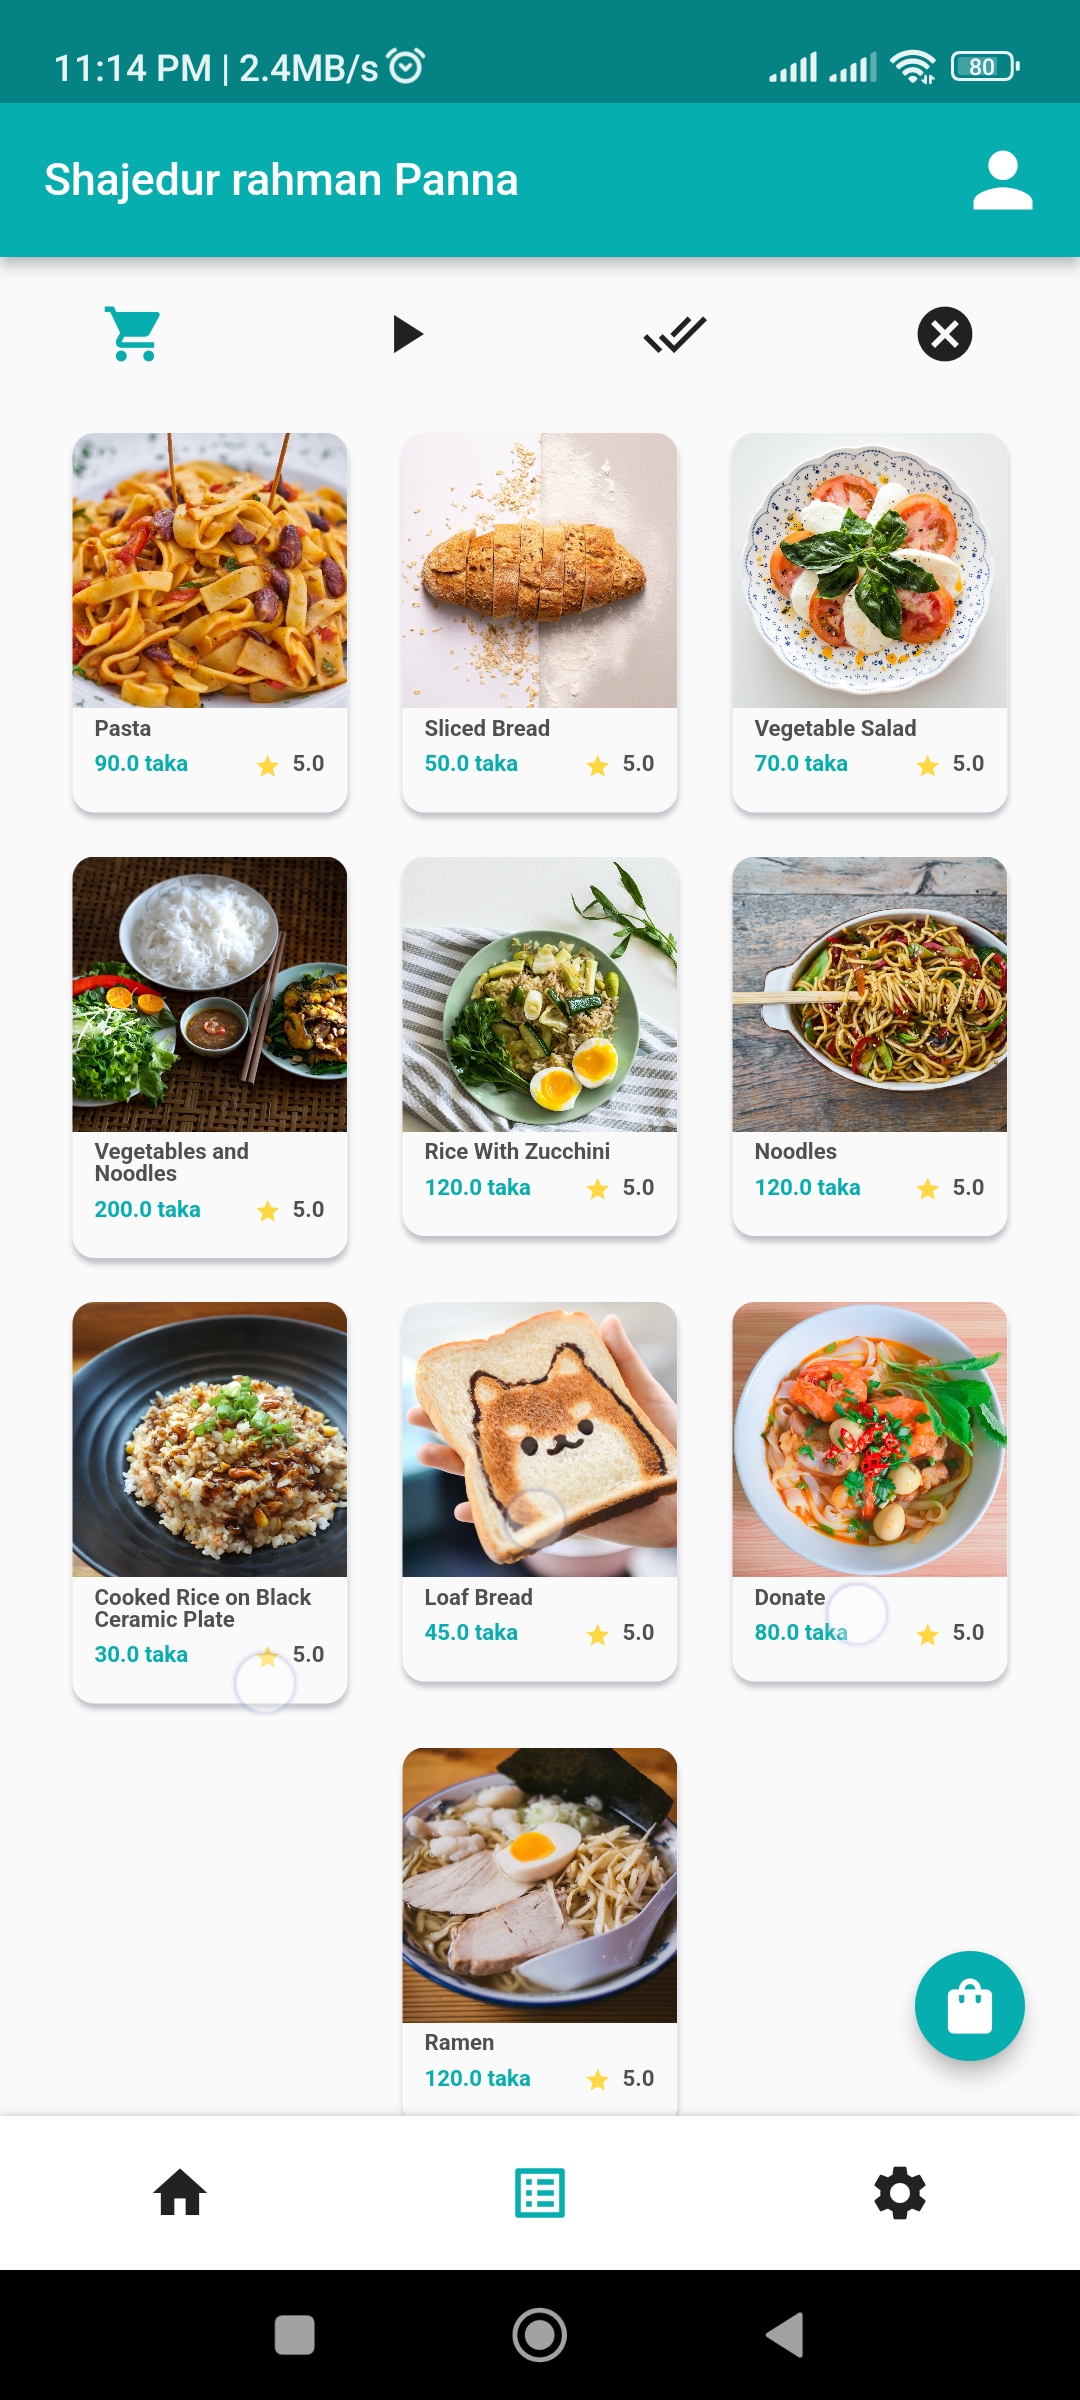 11:14 PM | 2.4MB/s
80
Shajedur rahman Panna
Pasta
90.0 taka 5.0
Sliced Bread
50.0 taka 5.0
Vegetable Salad
70.0 taka 5.0
Vegetables and
Noodles
200.0 taka 5.0
Rice With Zucchini
120.0 taka 5.0
Noodles
120.0 taka 5.0
Cooked Rice on Black
Ceramic Plate
30.0 taka 5.0
Loaf Bread
45.0 taka 5.0
Donate
80.0 taka 5.0
Ramen
120.0 taka 5.0